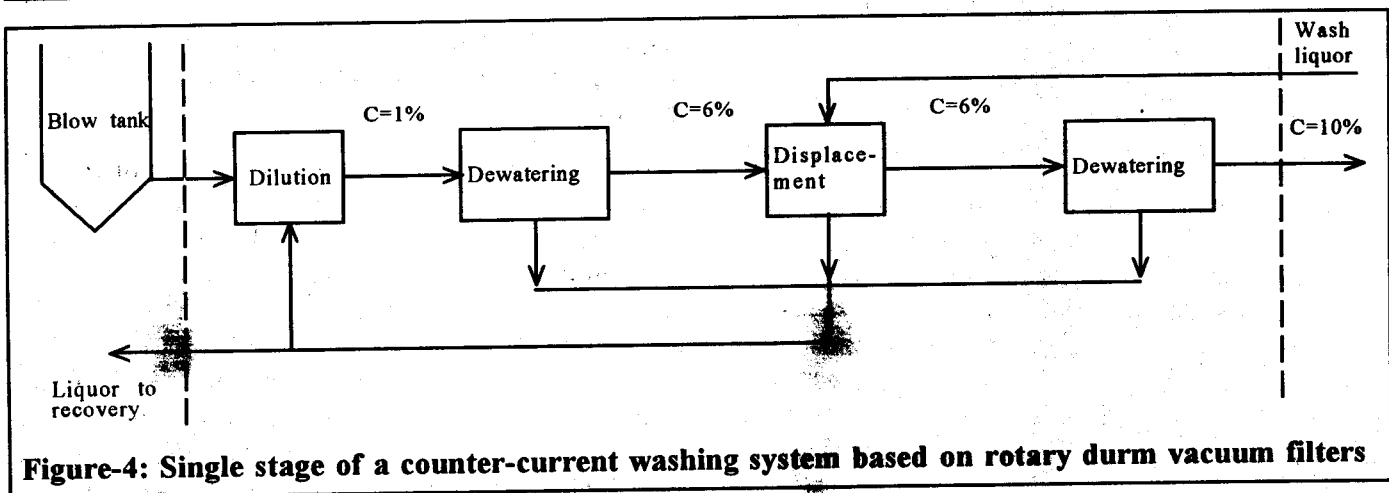 Wash
liquor
Blow tank
C=1%
C=6%
C=6%
C=10%
Dilution
Dewatering
Displace-
ment
Dewatering
Liquor to
recovery
Figure-4: Single stage of a counter-current washing system based on rotary durm vacuum filters